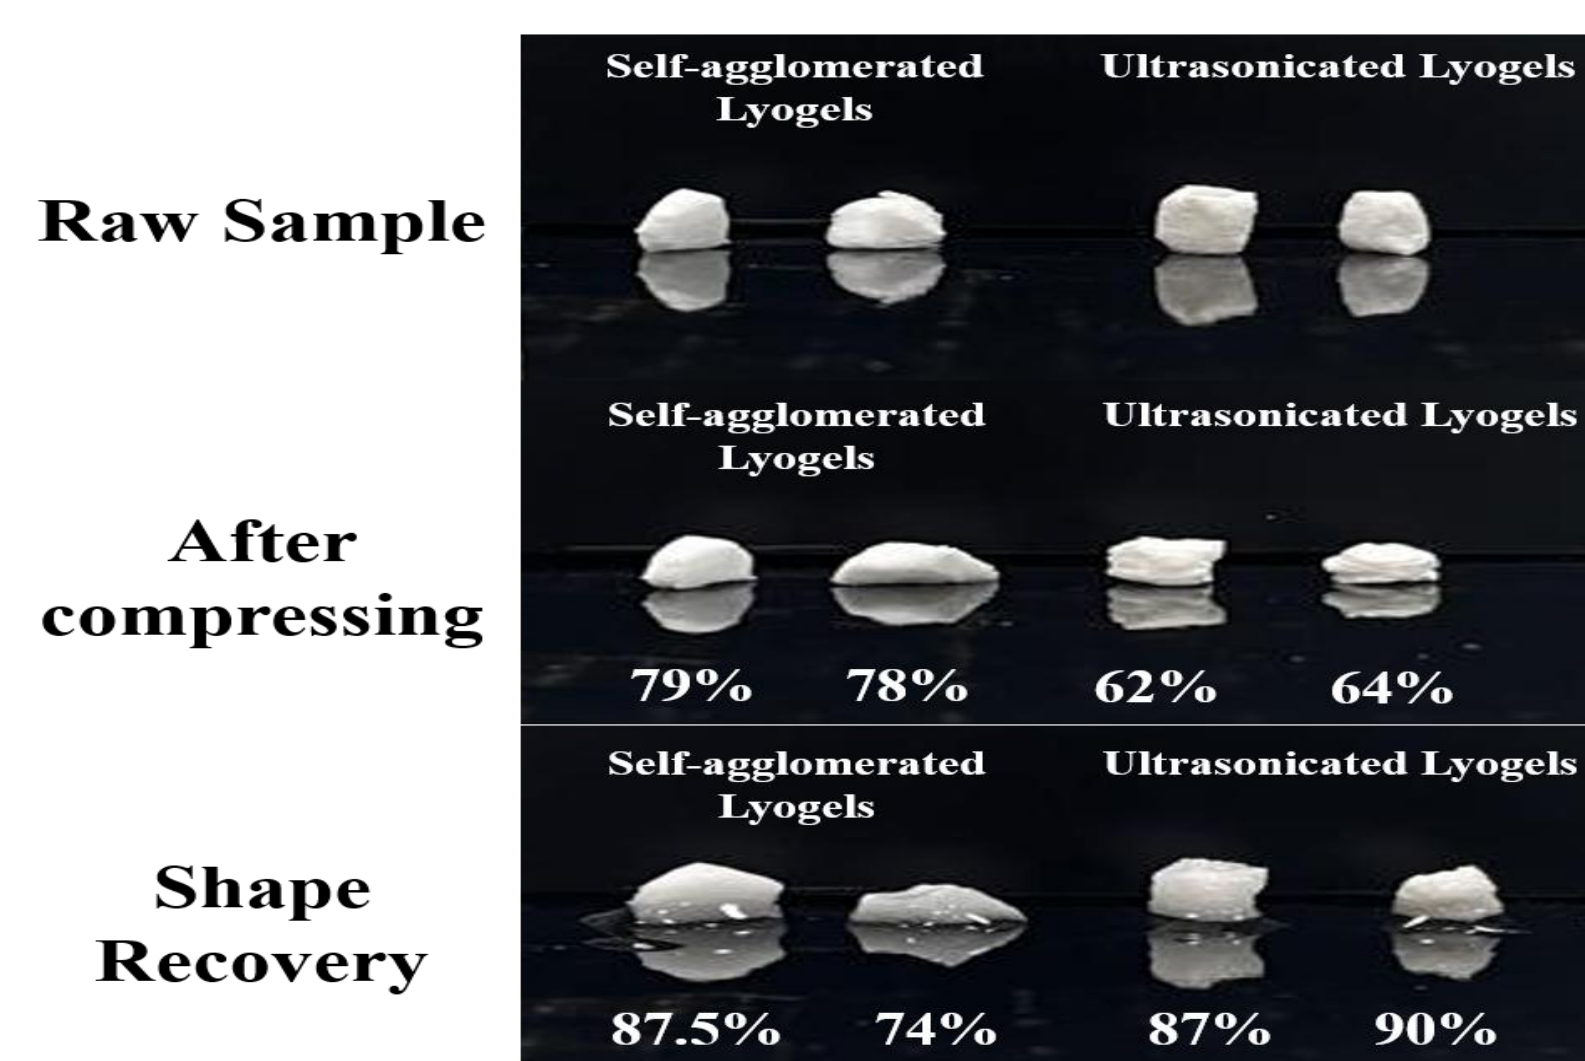 Self-agglomerated
Lyogels
Ultrasonicated Lyogels
Raw Sample
Self-agglomerated
Lyogels
Ultrasonicated Lyogels
After
compressing
79% 78% 62% 64%
Self-agglomerated
Lyogels
Ultrasonicated Lyogels
Shape
Recovery
87.5% 74% 87% 90%